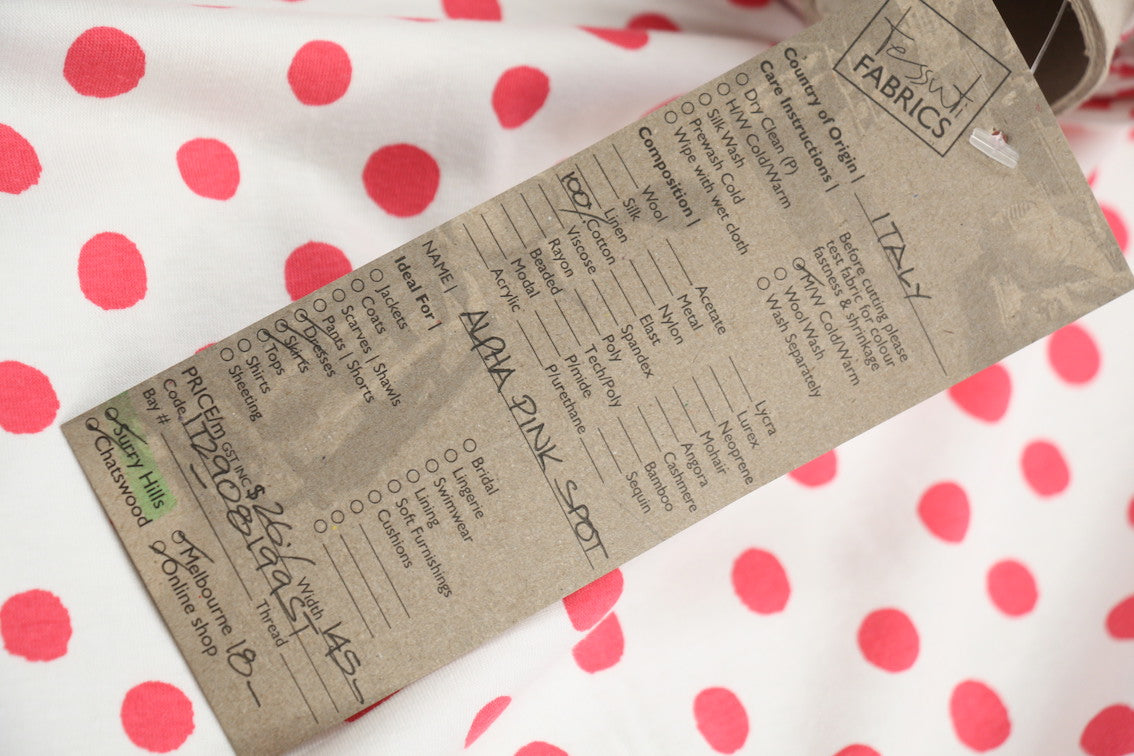 Tessuti
FABRICS
Country of Origin | ITALY
Care Instructions |
Dry Clean (P)
H/W Cold/Warm
Silk Wash
Prewash Cold
Wipe with wet cloth
Before cutting please
test fabric for colour
fastness & shrinkage
M/W Cold/Warm
Wool Wash
Wash Separately
Composition |
Wool
Silk
Linen
100% Cotton
Viscose
Rayon
Beaded
Modal
Acrylic
Acetate
Metal
Nylon
Elast
Spandex
Poly
Tech/Poly
P/mide
P/urethane
Lycra
Lurex
Neoprene
Mohair
Angora
Cashmere
Bamboo
Sequin
NAME | ALPHA PINK SPOT
Ideal For |
Jackets
Coats
Scarves | Shawls
Pants | Shorts
Dresses
Skirts
Tops
Shirts
Sheeting
Bridal
Lingerie
Swimwear
Lining
Soft Furnishings
Cushions
PRICE/m GST INC $26./ Width 145-
Code
Bay # Thread
Surry Hills
Chatswood
Melbourne 18-
Online shop